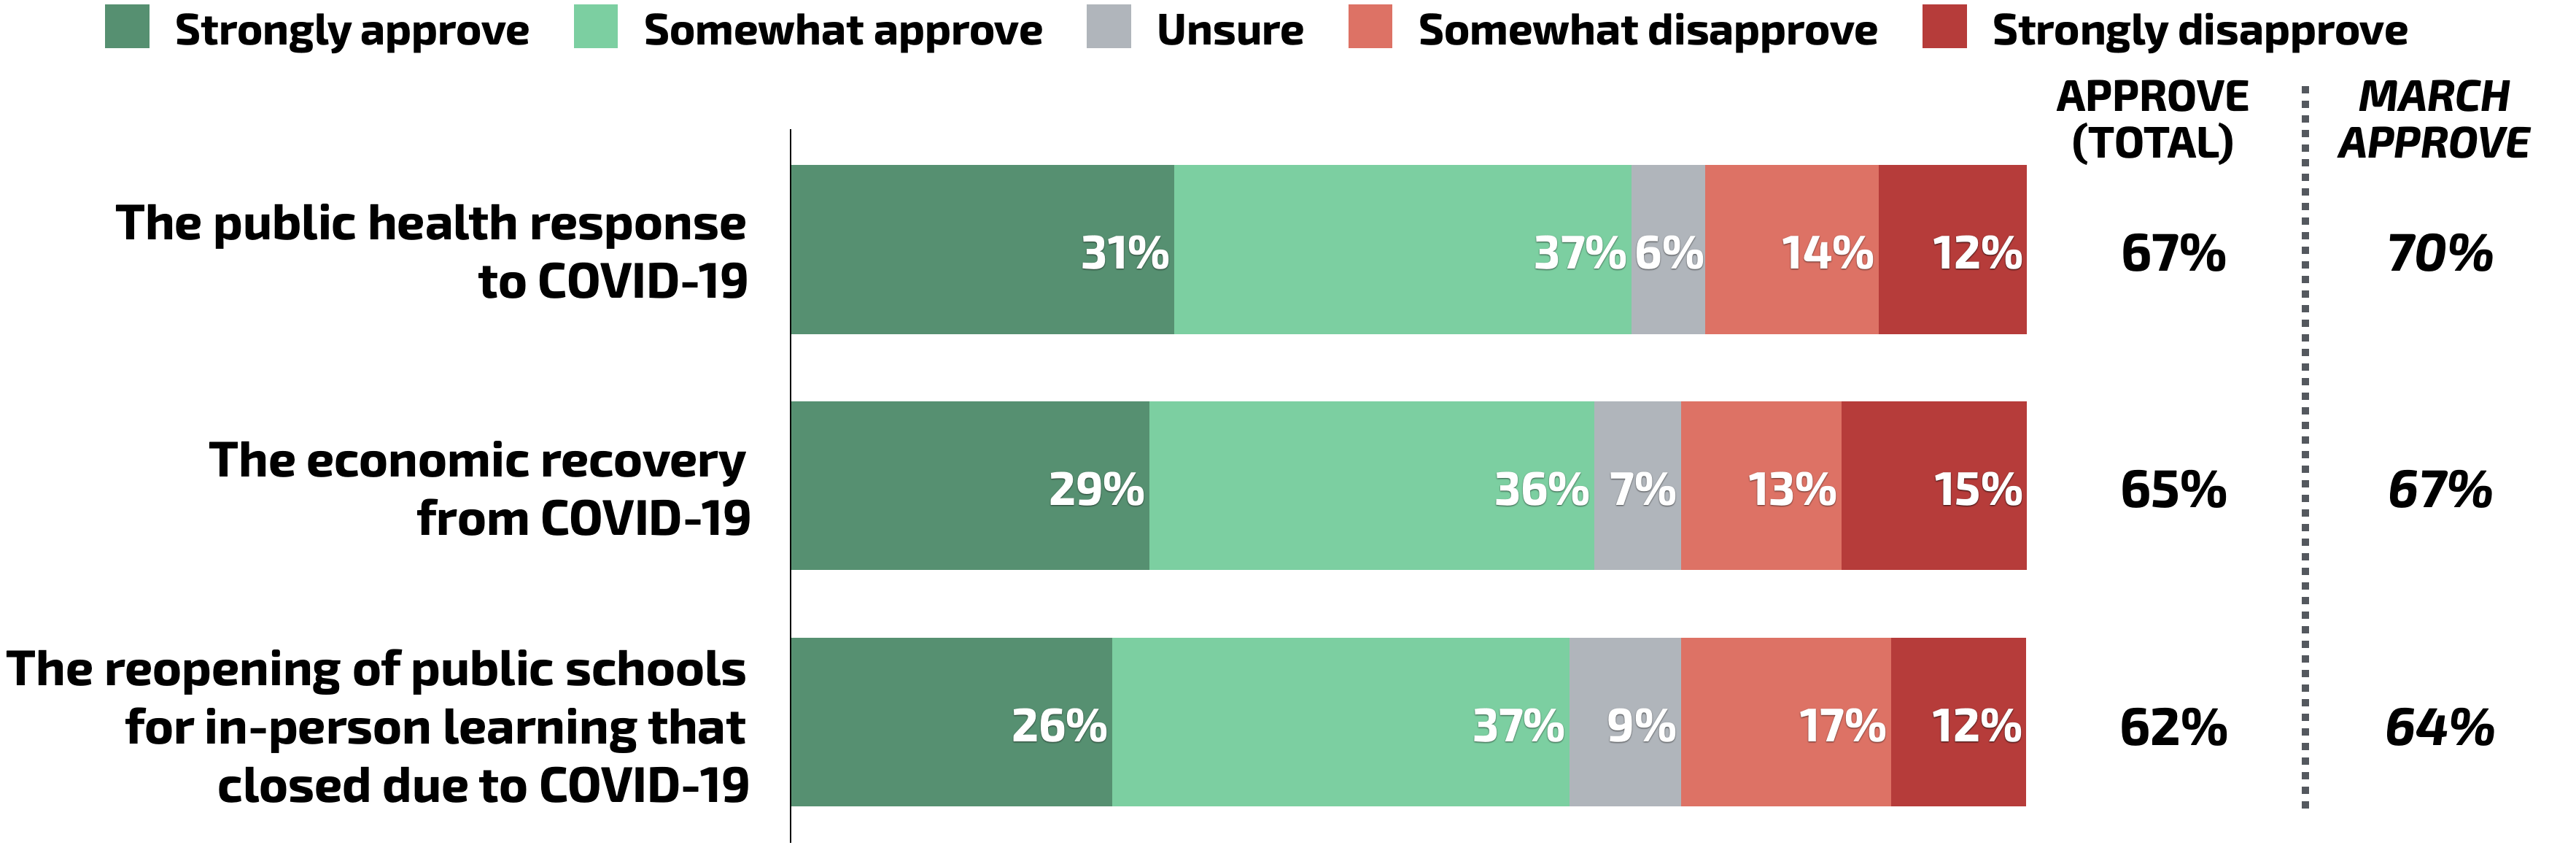 Strongly approve Somewhat approve Unsure Somewhat disapprove Strongly disapprove
APPROVE
(TOTAL)
MARCH
APPROVE
The public health response
to COVID-19
31% 37% 6% 14% 12% 67% 70%
The economic recovery
from COVID-19
29% 36% 7% 13% 15% 65% 67%
The reopening of public schools
for in-person learning that
closed due to COVID-19
26% 37% 9% 17% 12% 62% 64%